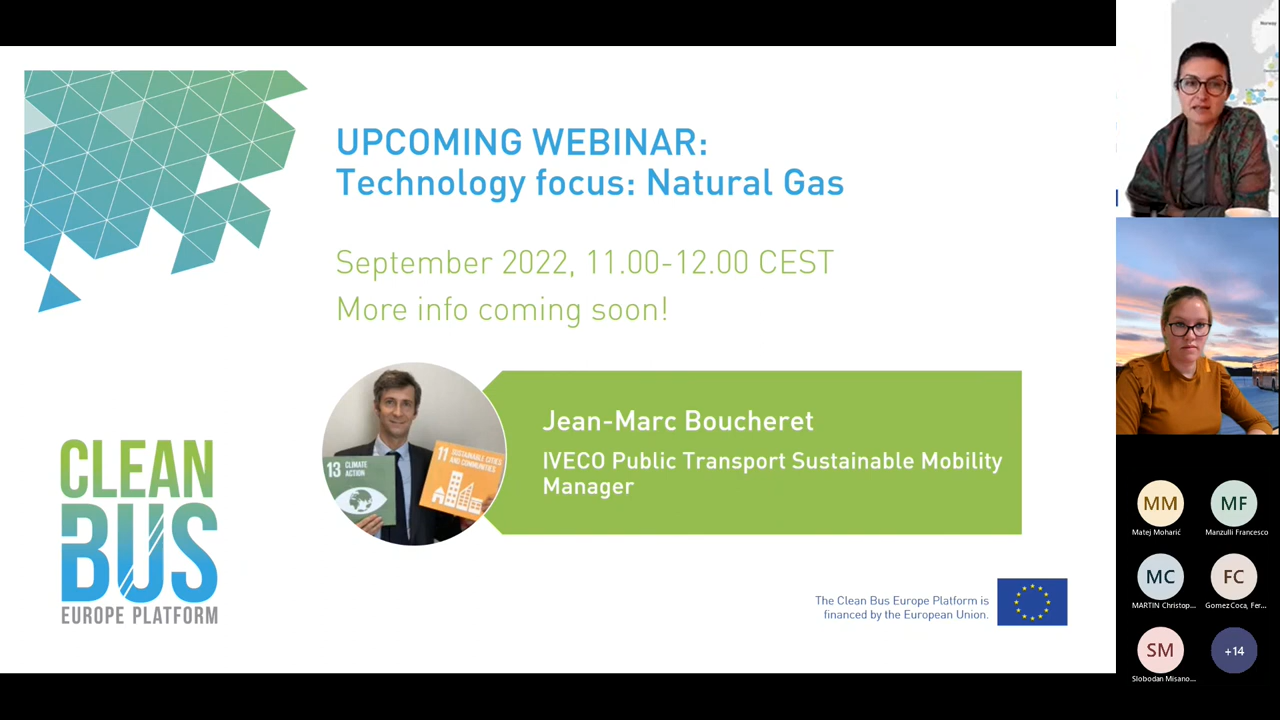 UPCOMING WEBINAR:
Technology focus: Natural Gas
September 2022, 11.00-12.00 CEST
More info coming soon!
13 CLIMATE
ACTION
11 SUSTAINABLE CITIES
AND COMMUNITIES
Jean-Marc Boucheret
IVECO Public Transport Sustainable Mobility
Manager
CLEAN
BUS
EUROPE PLATFORM
The Clean Bus Europe Platform is
financed by the European Union.
Norway
MM
Matej Moharić
MF
Manzulli Francesco
MC
MARTIN Christop...
FC
Gomez Coca, Fer...
SM
Slobodan Misano...
+14